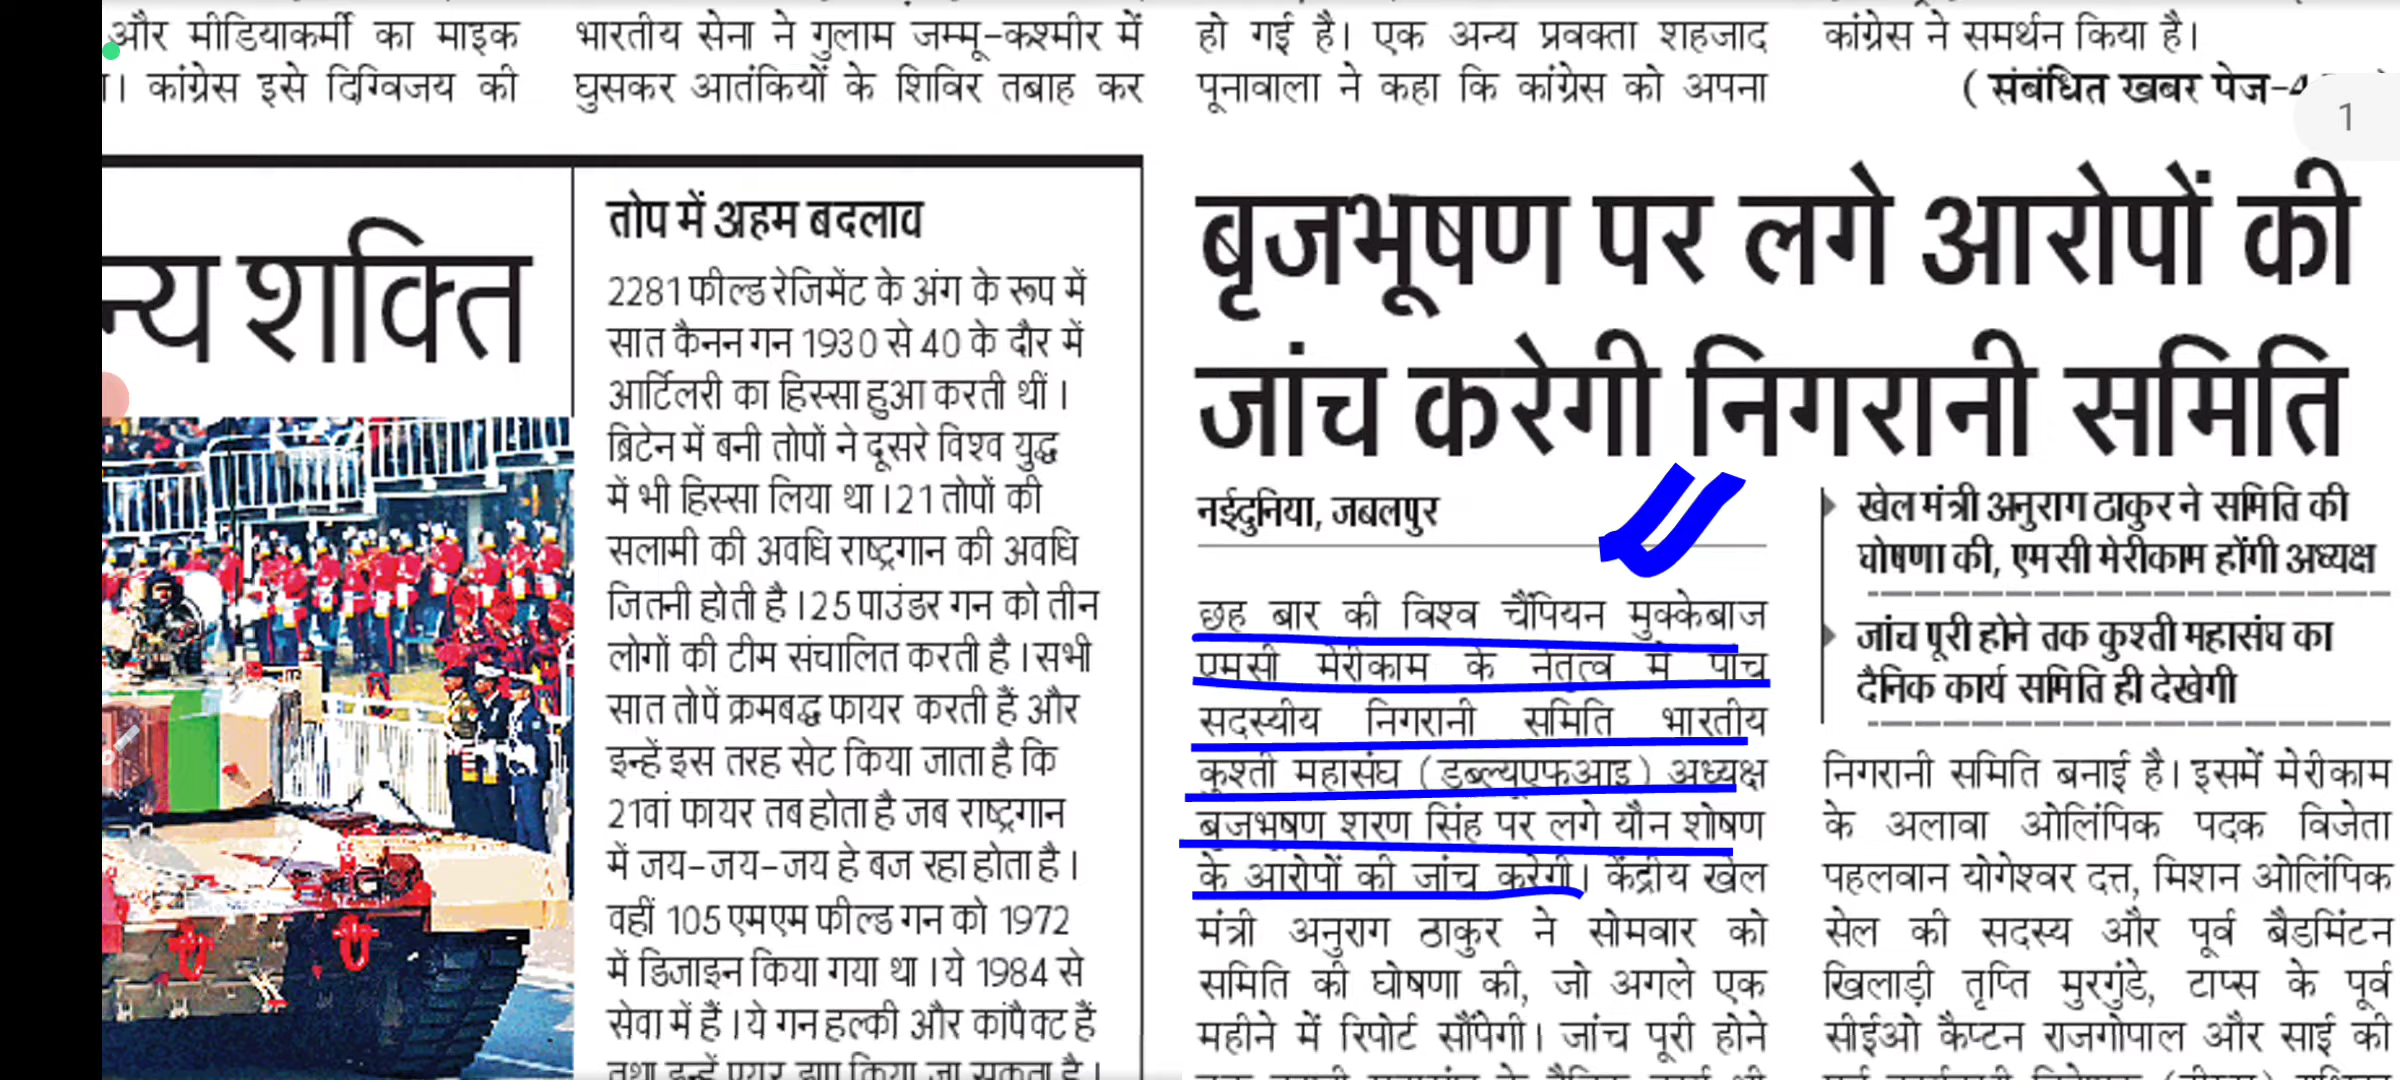 और मीडियाकर्मी का माइक
। कांग्रेस इसे दिग्विजय की
भारतीय सेना ने गुलाम जम्मू-कश्मीर में
घुसकर आतंकियों के शिविर तबाह कर
हो गई है। एक अन्य प्रवक्ता शहजाद
पूनावाला ने कहा कि कांग्रेस को अपना
कांग्रेस ने समर्थन किया है।
( संबंधित खबर पेज-4
1
न्य शक्ति
तोप में अहम बदलाव
2281 फील्ड रेजिमेंट के अंग के रूप में
सात कैनन गन 1930 से 40 के दौर में
आर्टिलरी का हिस्सा हुआ करती थीं ।
ब्रिटेन में बनी तोपों ने दूसरे विश्व युद्ध
में भी हिस्सा लिया था । 21 तोपों की
सलामी की अवधि राष्ट्रगान की अवधि
जितनी होती है । 25 पाउंडर गन को तीन
लोगों की टीम संचालित करती है । सभी
सात तोपें क्रमबद्ध फायर करती हैं और
इन्हें इस तरह सेट किया जाता है कि
21वां फायर तब होता है जब राष्ट्रगान
में जय-जय-जय हे बज रहा होता है ।
वहीं 105 एमएम फील्ड गन को 1972
में डिजाइन किया गया था । ये 1984 से
सेवा में हैं । ये गन हल्की और कांपैक्ट हैं
तथा इन्हें एयर ड्राप किया जा सकता है ।
बृजभूषण पर लगे आरोपों की
जांच करेगी निगरानी समिति
नईदुनिया, जबलपुर
छह बार की विश्व चैंपियन मुक्केबाज
एमसी मेरीकाम के नेतृत्व में पांच
सदस्यीय निगरानी समिति भारतीय
कुश्ती महासंघ (डब्ल्यूएफआइ) अध्यक्ष
बृजभूषण शरण सिंह पर लगे यौन शोषण
के आरोपों की जांच करेगी। केंद्रीय खेल
मंत्री अनुराग ठाकुर ने सोमवार को
समिति की घोषणा की, जो अगले एक
महीने में रिपोर्ट सौंपेगी। जांच पूरी होने
खेल मंत्री अनुराग ठाकुर ने समिति की
घोषणा की, एम सी मेरीकाम होंगी अध्यक्ष
जांच पूरी होने तक कुश्ती महासंघ का
दैनिक कार्य समिति ही देखेगी
निगरानी समिति बनाई है। इसमें मेरीकाम
के अलावा ओलिंपिक पदक विजेता
पहलवान योगेश्वर दत्त, मिशन ओलिंपिक
सेल की सदस्य और पूर्व बैडमिंटन
खिलाड़ी तृप्ति मुरगुंडे, टाप्स के पूर्व
सीईओ कैप्टन राजगोपाल और साई की